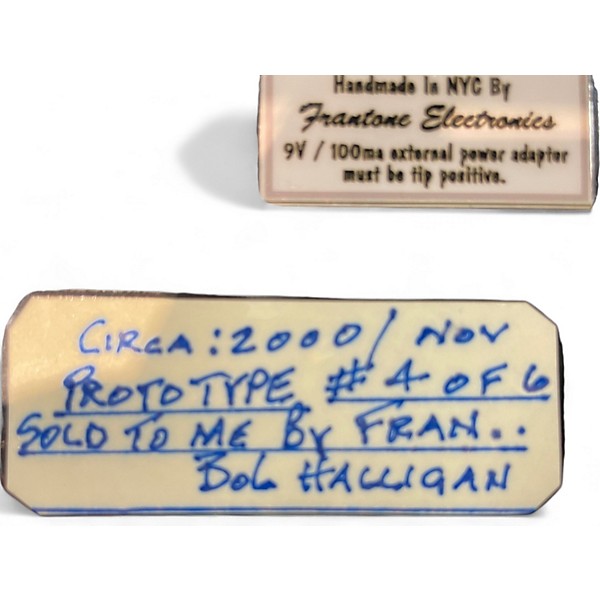 Handmade In NYC By
Frantone Electronics
9V / 100ma external power adapter
must be tip positive.
CIRCA : 2000 / NOV
PROTOTYPE # 4 OF 6
SOLD TO ME By FRAN..
Bob HALLIGAN